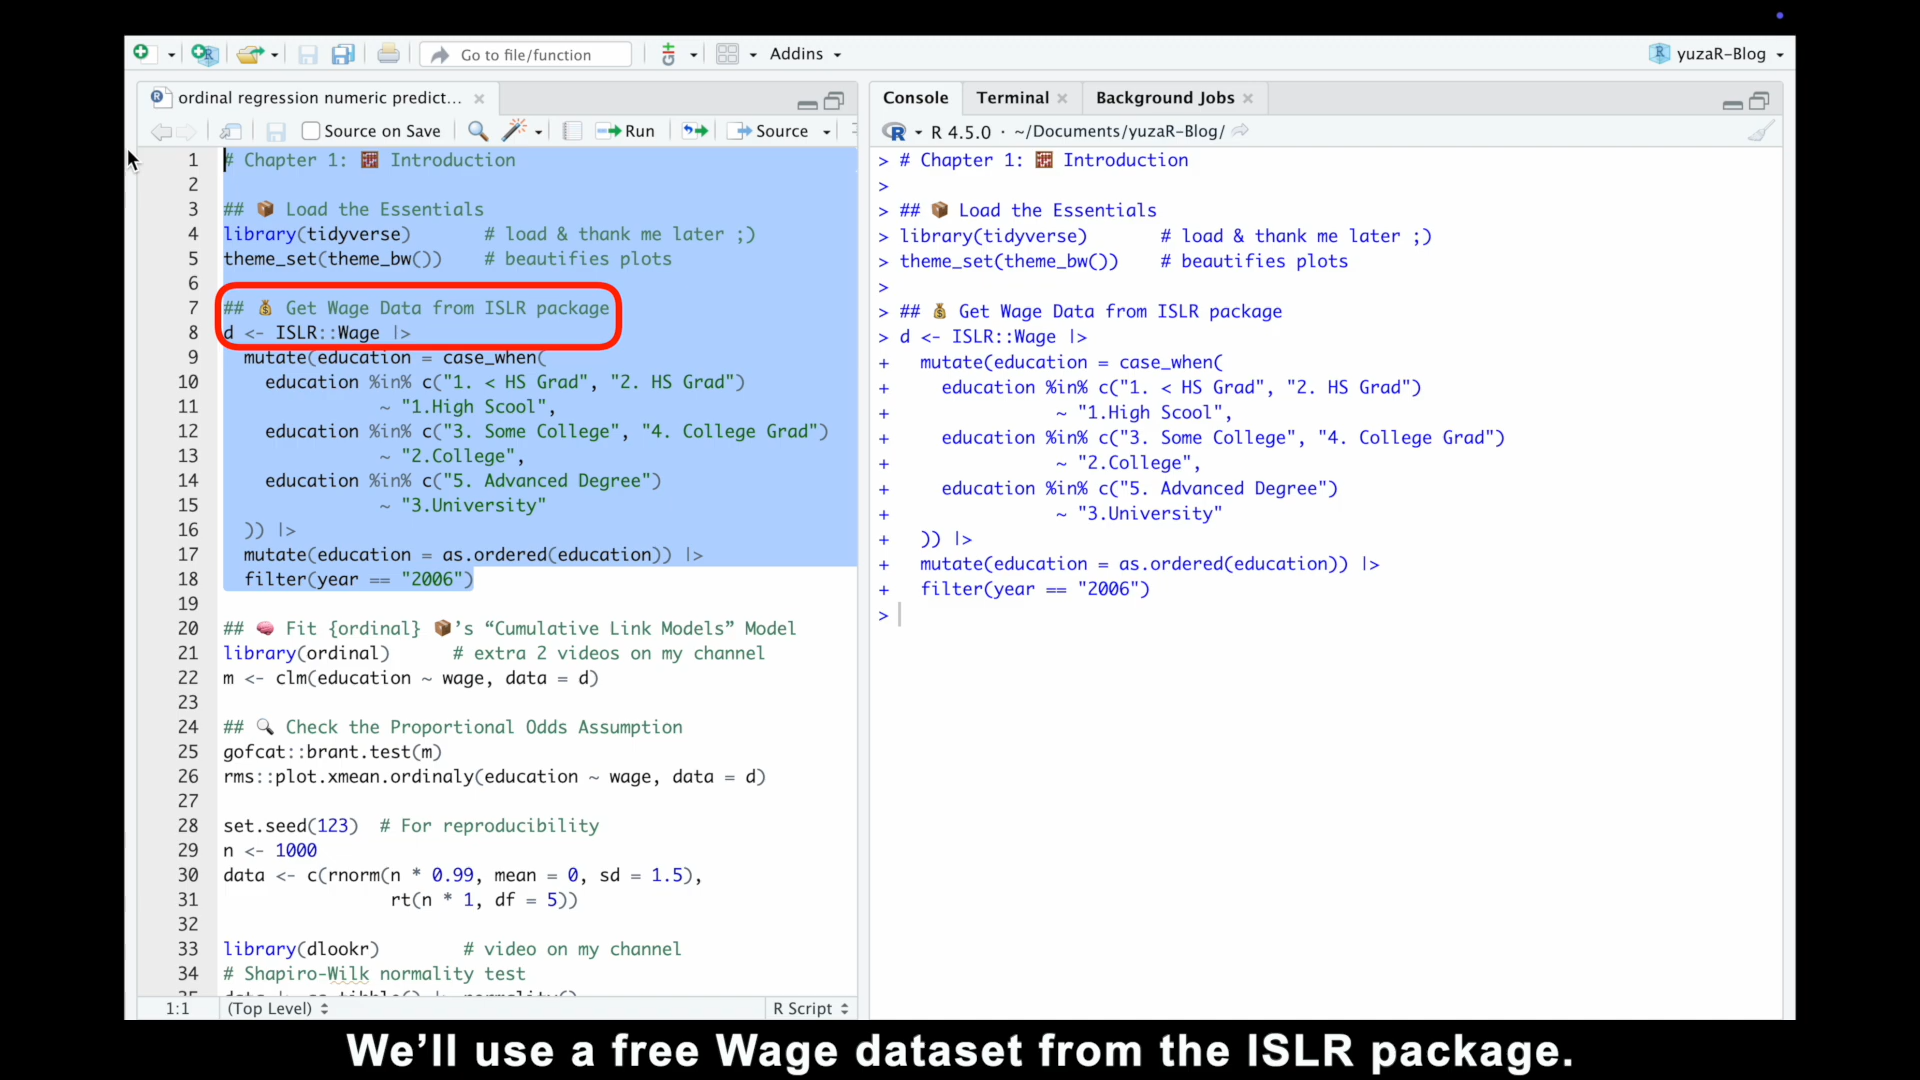 Go to file/function
Addins
yuzaR-Blog
ordinal regression numeric predict...
Source on Save
Run
Source
1 # Chapter 1: 🧱 Introduction
2
3 ## 📦 Load the Essentials
4 library(tidyverse) # load & thank me later ;)
5 theme_set(theme_bw()) # beautifies plots
6
7 ## 💰 Get Wage Data from ISLR package
8 d <- ISLR::Wage |>
9 mutate(education = case_when(
10 education %in% c("1. < HS Grad", "2. HS Grad")
11 ~ "1.High Scool",
12 education %in% c("3. Some College", "4. College Grad")
13 ~ "2.College",
14 education %in% c("5. Advanced Degree")
15 ~ "3.University"
16 )) |>
17 mutate(education = as.ordered(education)) |>
18 filter(year == "2006")
19
20 ## 🧠 Fit {ordinal} 📦’s “Cumulative Link Models” Model
21 library(ordinal) # extra 2 videos on my channel
22 m <- clm(education ~ wage, data = d)
23
24 ## 🔍 Check the Proportional Odds Assumption
25 gofcat::brant.test(m)
26 rms::plot.xmean.ordinaly(education ~ wage, data = d)
27
28 set.seed(123) # For reproducibility
29 n <- 1000
30 data <- c(rnorm(n * 0.99, mean = 0, sd = 1.5),
31 rt(n * 1, df = 5))
32
33 library(dlookr) # video on my channel
34 # Shapiro-Wilk normality test
1:1 (Top Level) R Script
Console Terminal Background Jobs
R 4.5.0 · ~/Documents/yuzaR-Blog/
> # Chapter 1: 🧱 Introduction
>
> ## 📦 Load the Essentials
> library(tidyverse) # load & thank me later ;)
> theme_set(theme_bw()) # beautifies plots
>
> ## 💰 Get Wage Data from ISLR package
> d <- ISLR::Wage |>
+ mutate(education = case_when(
+ education %in% c("1. < HS Grad", "2. HS Grad")
+ ~ "1.High Scool",
+ education %in% c("3. Some College", "4. College Grad")
+ ~ "2.College",
+ education %in% c("5. Advanced Degree")
+ ~ "3.University"
+ )) |>
+ mutate(education = as.ordered(education)) |>
+ filter(year == "2006")
>
We’ll use a free Wage dataset from the ISLR package.